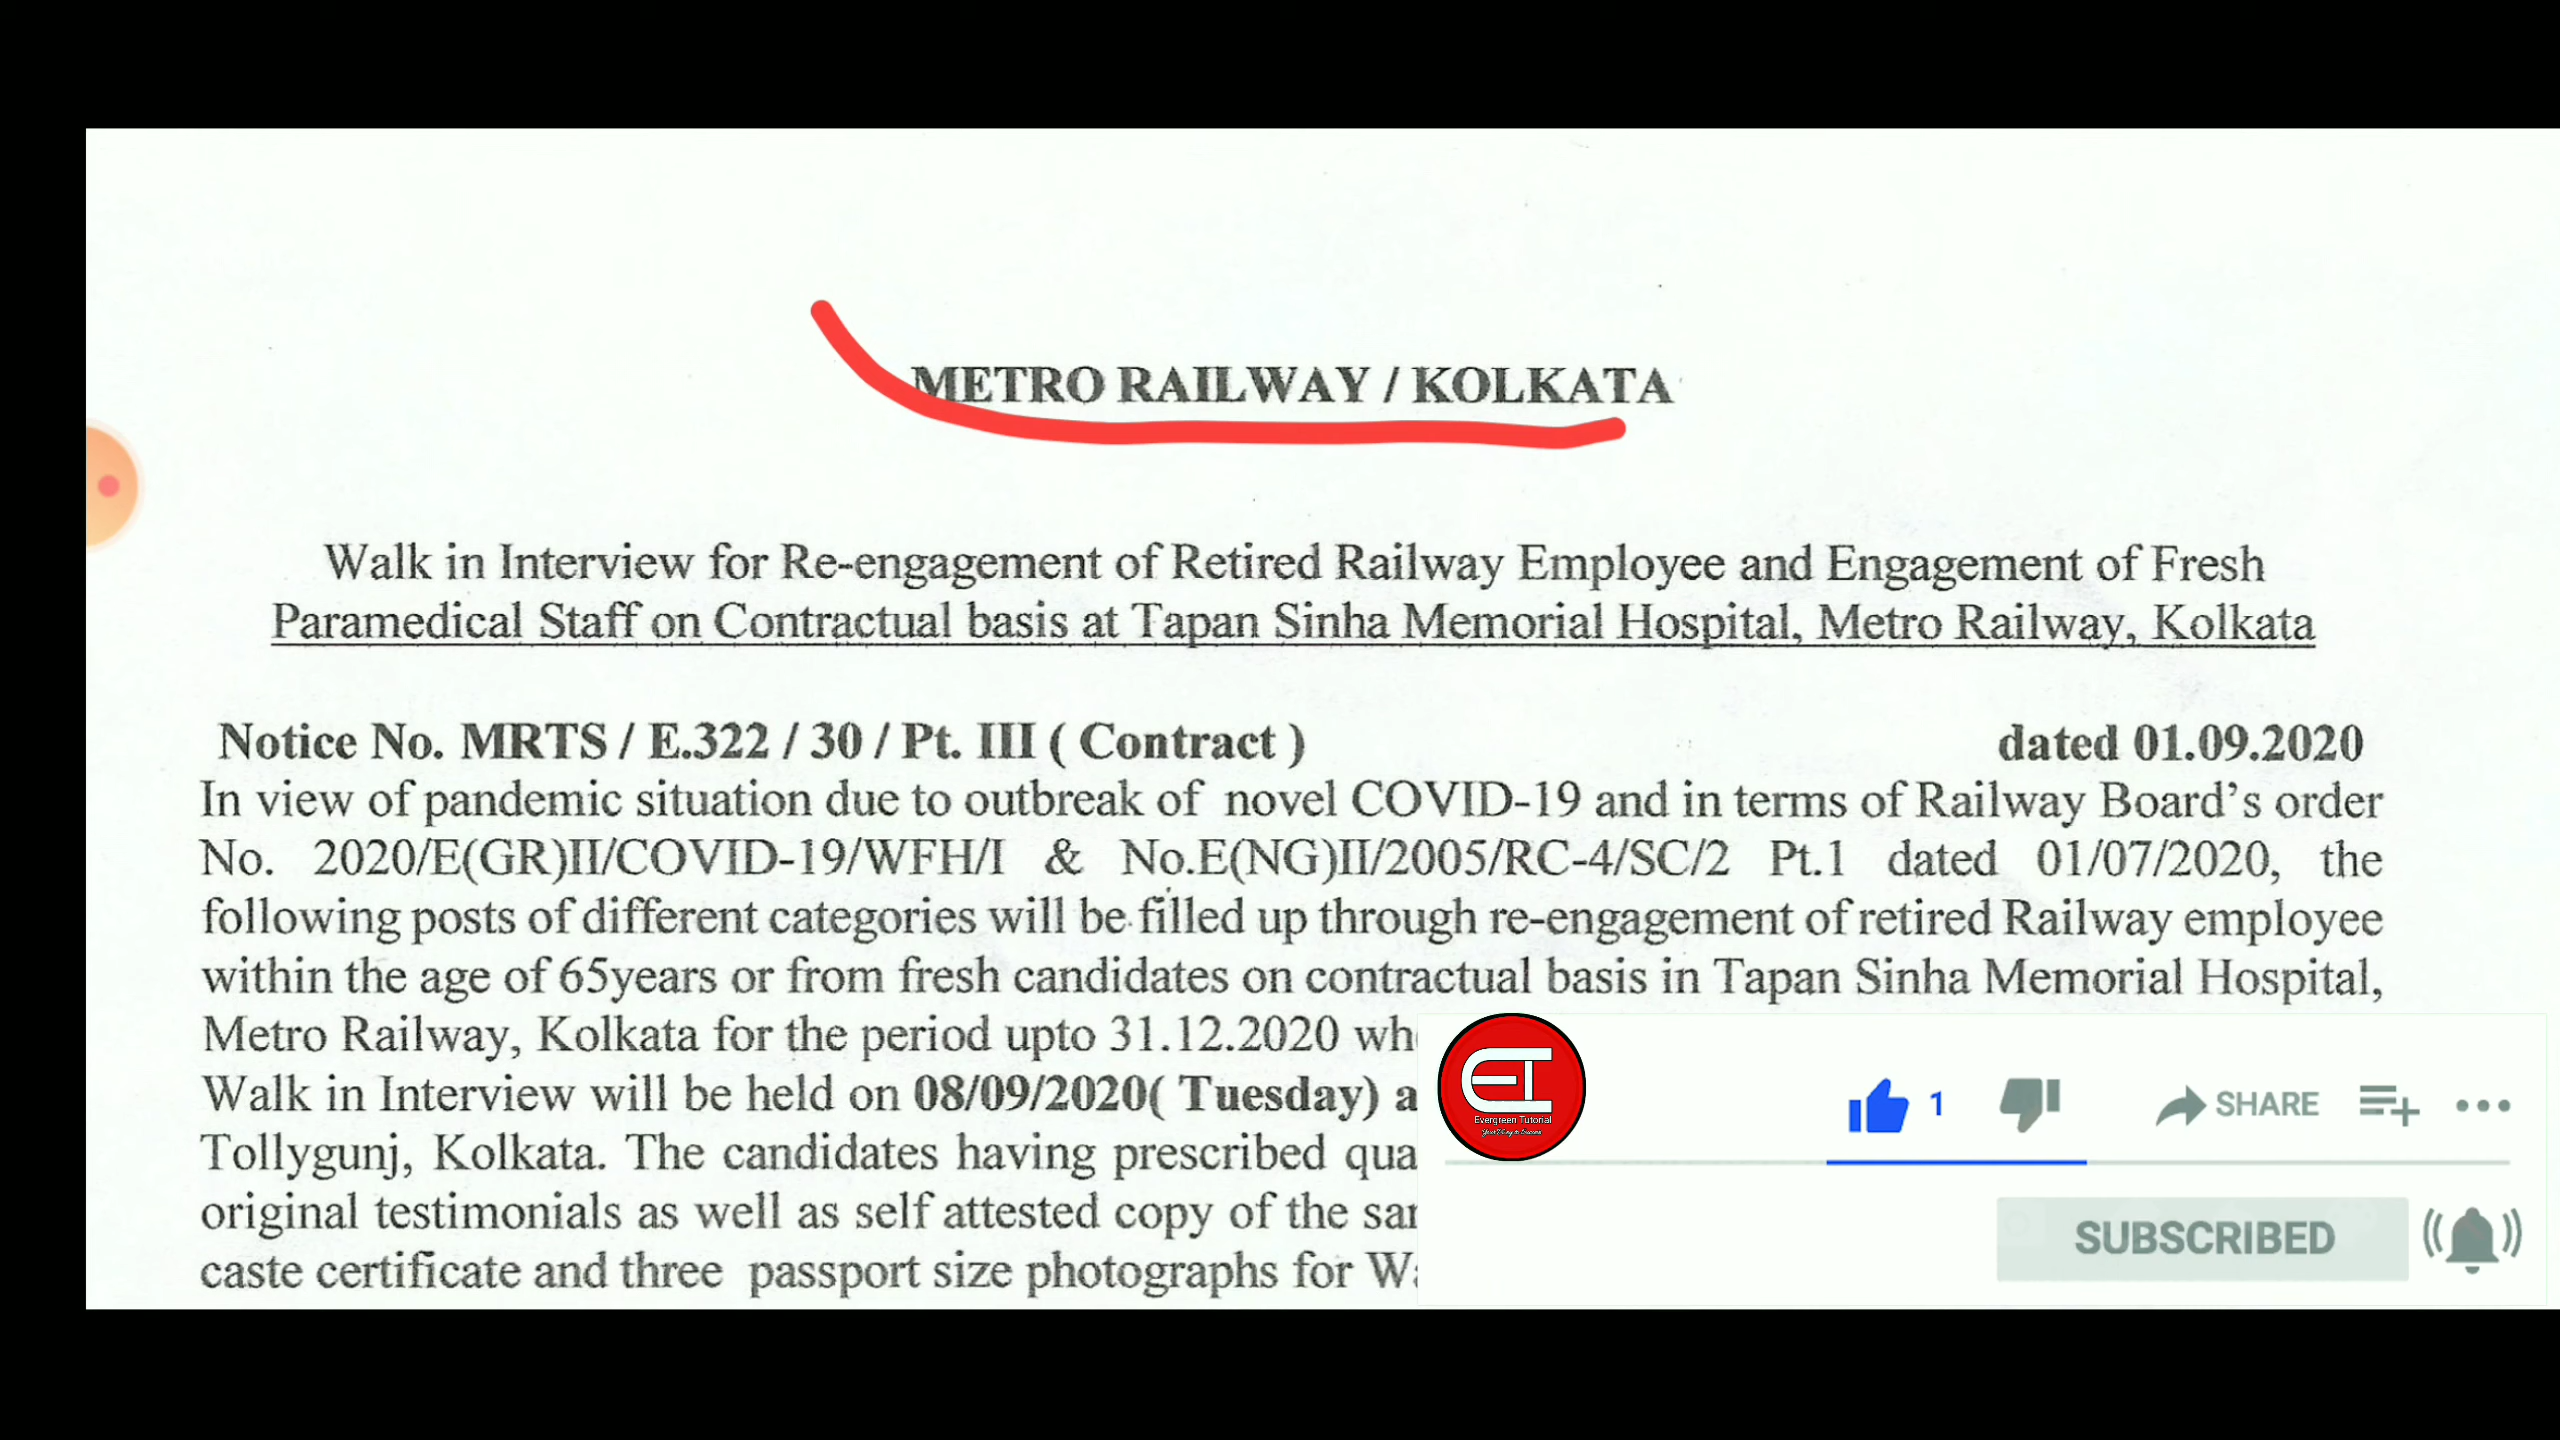 METRO RAILWAY / KOLKATA
Walk in Interview for Re-engagement of Retired Railway Employee and Engagement of Fresh
Paramedical Staff on Contractual basis at Tapan Sinha Memorial Hospital, Metro Railway, Kolkata
Notice No. MRTS / E.322 / 30 / Pt. III ( Contract ) dated 01.09.2020
In view of pandemic situation due to outbreak of novel COVID-19 and in terms of Railway Board's order
No. 2020/E(GR)II/COVID-19/WFH/I & No.E(NG)II/2005/RC-4/SC/2 Pt.1 dated 01/07/2020, the
following posts of different categories will be filled up through re-engagement of retired Railway employee
within the age of 65years or from fresh candidates on contractual basis in Tapan Sinha Memorial Hospital,
Metro Railway, Kolkata for the period upto 31.12.2020
Walk in Interview will be held on 08/09/2020( Tuesday)
Tollygunj, Kolkata. The candidates having prescribed
original testimonials as well as self attested copy of the
caste certificate and three passport size photographs for
EI
Evergreen Tutorial
1
SHARE
SUBSCRIBED